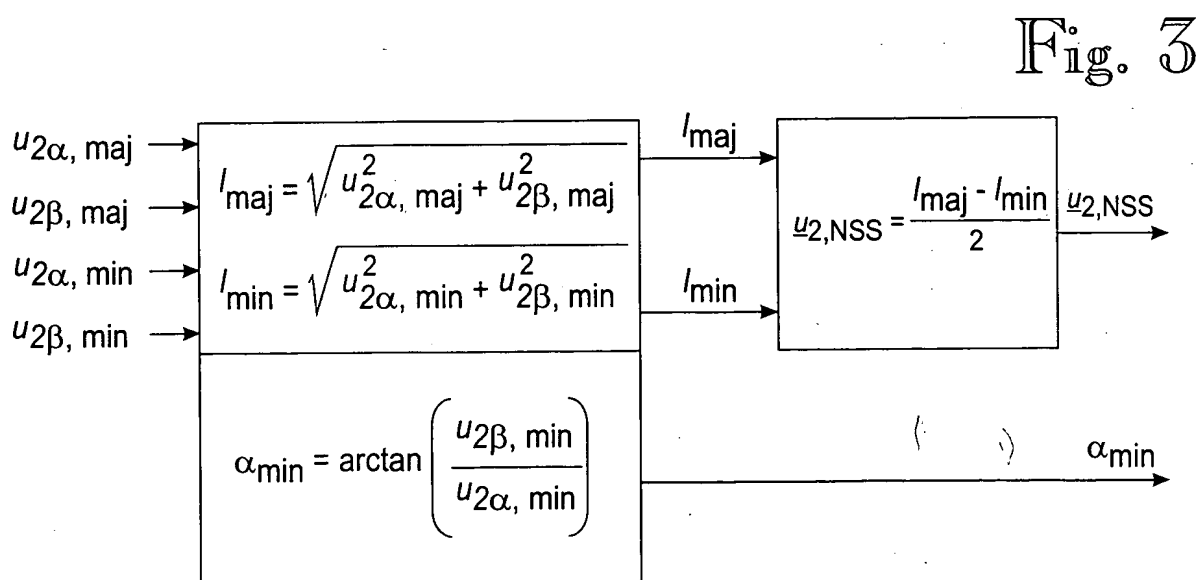 Fig. 3
u2α, maj
u2β, maj
u2α, min
u2β, min
lmaj = √(u²2α, maj + u²2β, maj)
lmin = √(u²2α, min + u²2β, min)
αmin = arctan (u2β, min / u2α, min)
lmaj
lmin
u2,NSS = (lmaj - lmin) / 2
u2,NSS
αmin